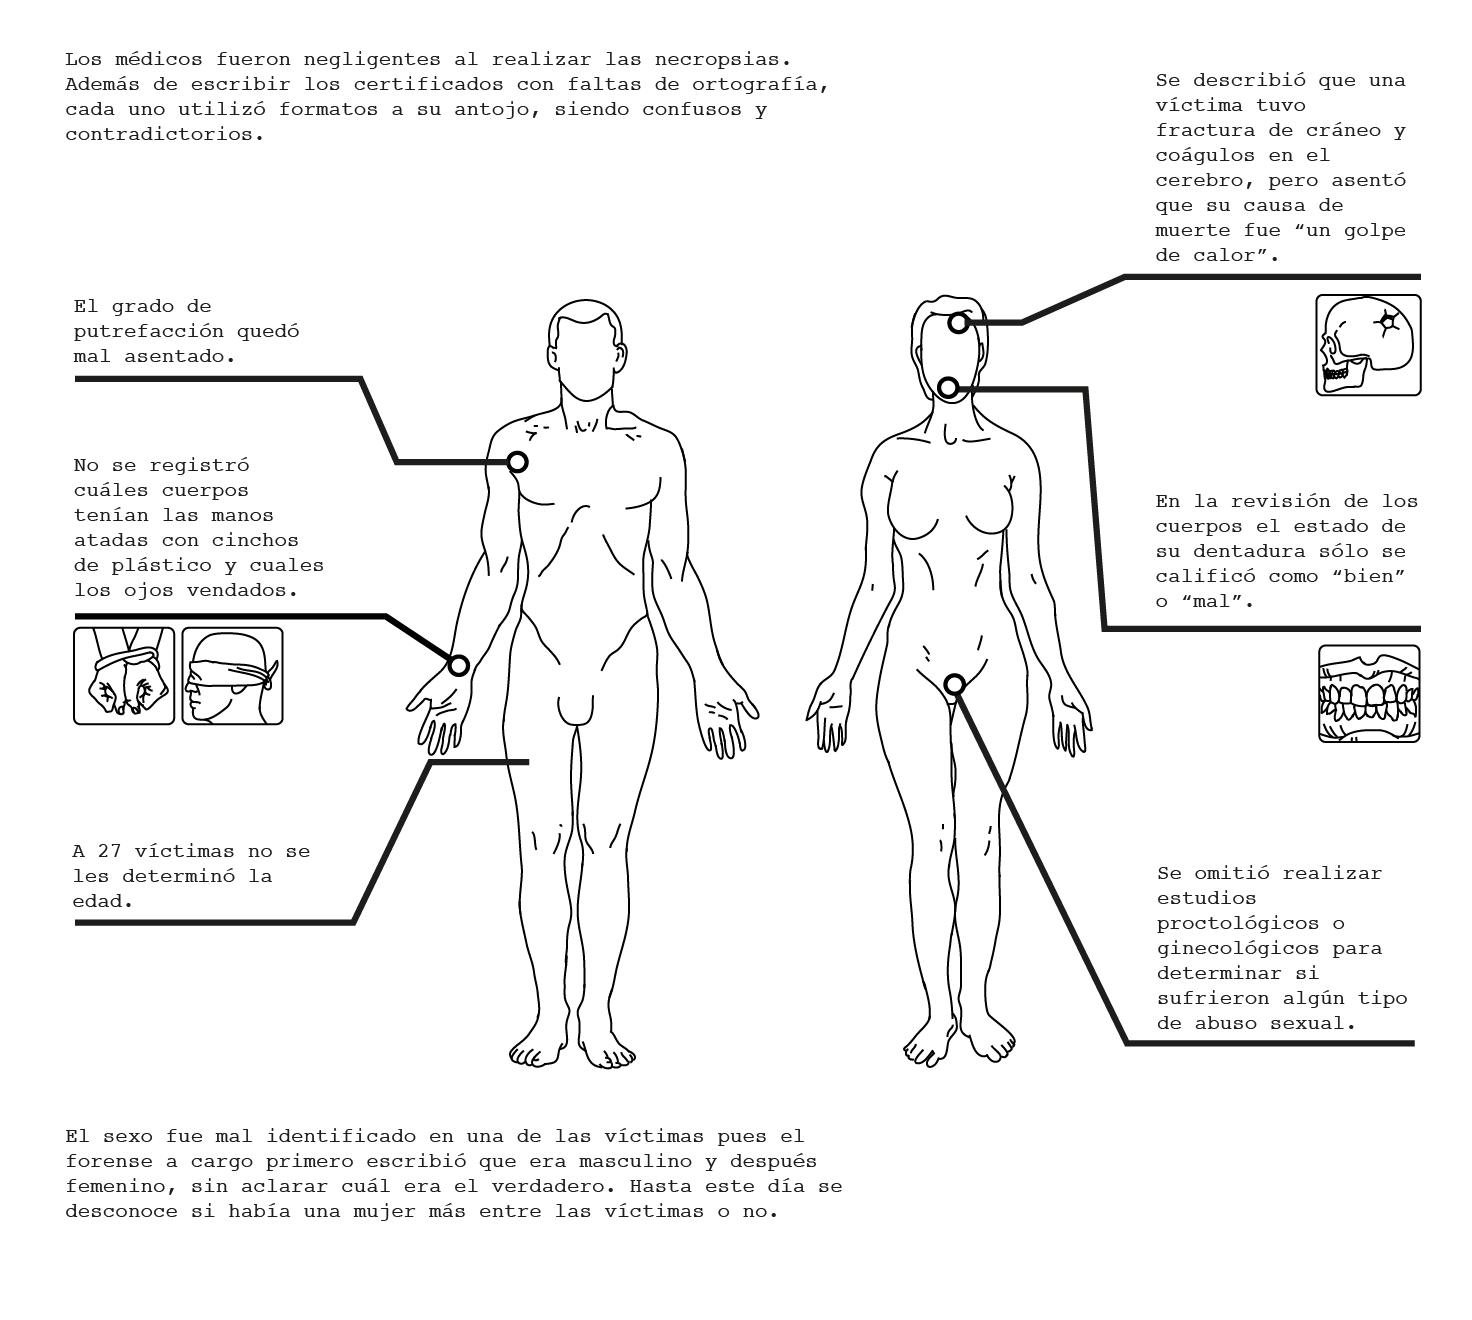 Los médicos fueron negligentes al realizar las necropsias.
Además de escribir los certificados con faltas de ortografía,
cada uno utilizó formatos a su antojo, siendo confusos y
contradictorios.
Se describió que una
víctima tuvo
fractura de cráneo y
coágulos en el
cerebro, pero asentó
que su causa de
muerte fue “un golpe
de calor”.
El grado de
putrefacción quedó
mal asentado.
No se registró
cuáles cuerpos
tenían las manos
atadas con cinchos
de plástico y cuales
los ojos vendados.
En la revisión de los
cuerpos el estado de
su dentadura sólo se
calificó como “bien”
o “mal”.
A 27 víctimas no se
les determinó la
edad.
Se omitió realizar
estudios
proctológicos o
ginecológicos para
determinar si
sufrieron algún tipo
de abuso sexual.
El sexo fue mal identificado en una de las víctimas pues el
forense a cargo primero escribió que era masculino y después
femenino, sin aclarar cuál era el verdadero. Hasta este día se
desconoce si había una mujer más entre las víctimas o no.